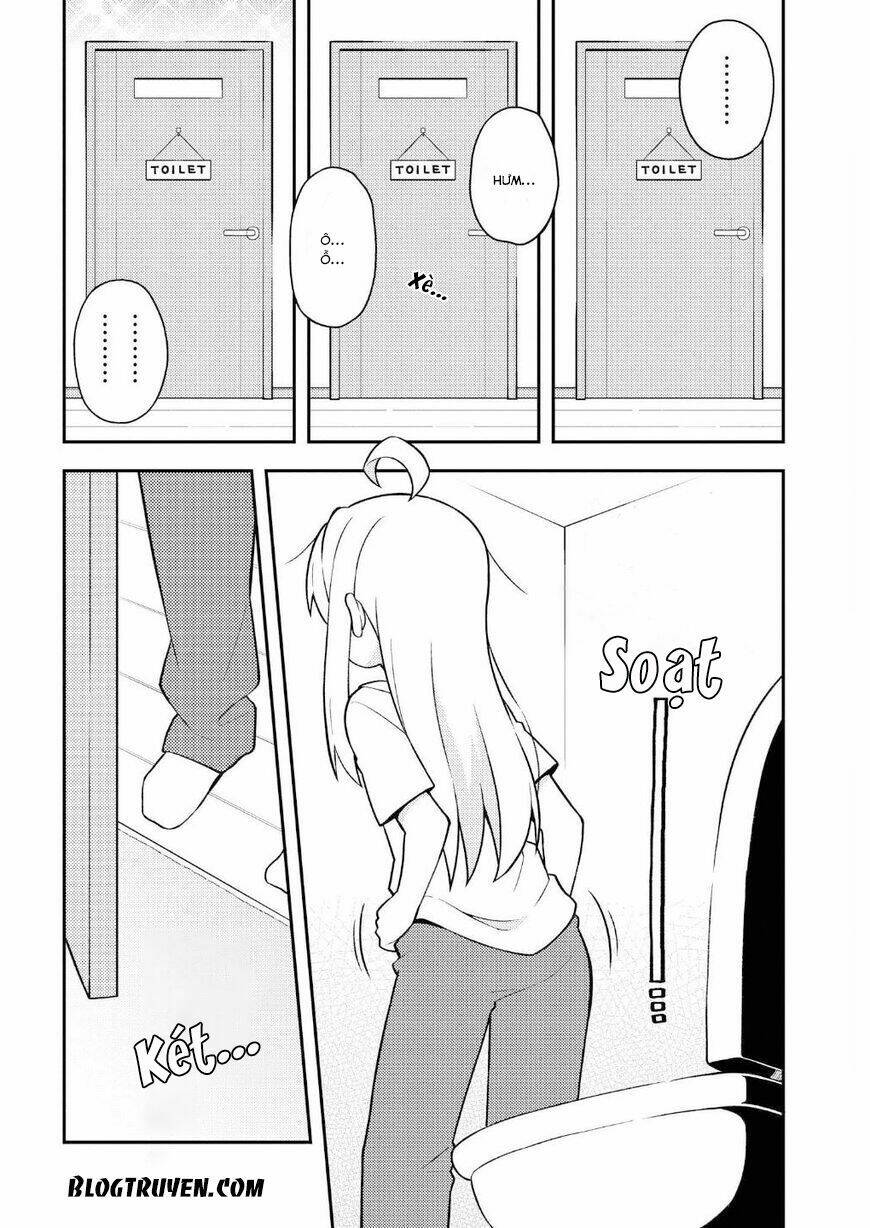 .........
TOILET
HƯM...
TOILET
Ô...
Ổ...
Xè...
TOILET
......... .........
Soạt
Két...
BLOGTRUYEN.COM